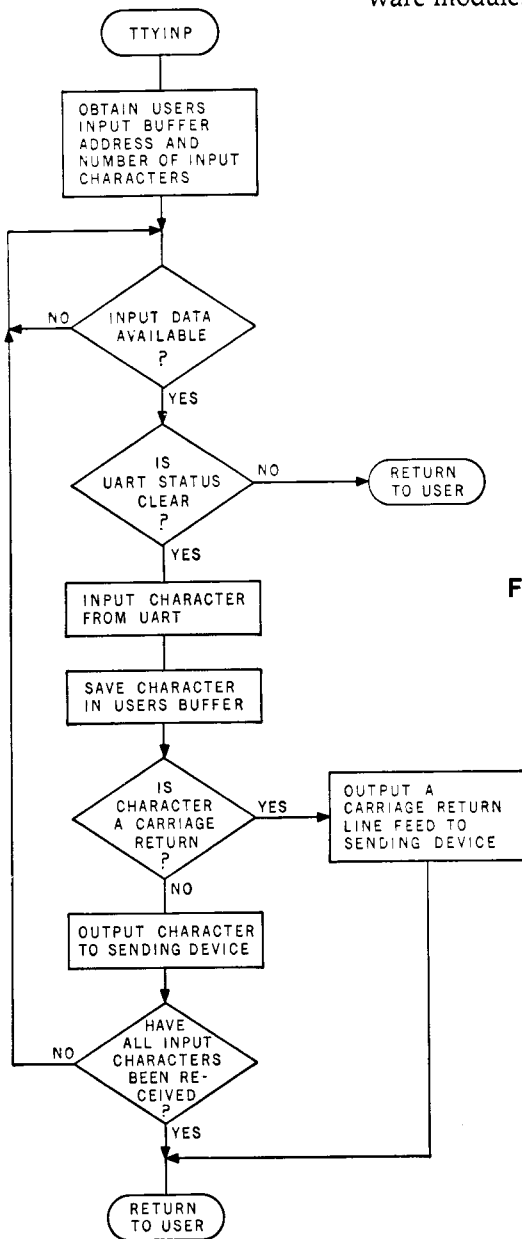 ware module.
TTYINP
OBTAIN USERS
INPUT BUFFER
ADDRESS AND
NUMBER OF INPUT
CHARACTERS
NO
INPUT DATA
AVAILABLE
?
YES
IS
UART STATUS
CLEAR
?
NO
RETURN
TO USER
YES
INPUT CHARACTER
FROM UART
F
SAVE CHARACTER
IN USERS BUFFER
IS
CHARACTER
A CARRIAGE
RETURN
?
YES
OUTPUT A
CARRIAGE RETURN
LINE FEED TO
SENDING DEVICE
NO
OUTPUT CHARACTER
TO SENDING DEVICE
NO
HAVE
ALL INPUT
CHARACTERS
BEEN RE-
CEIVED
?
YES
RETURN
TO USER